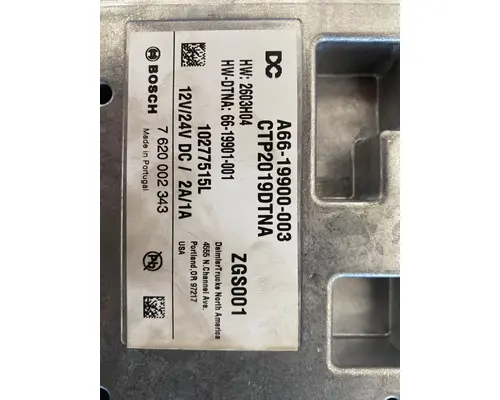 DC
A66-19900-003
CTP2019DTNA
ZGS001
HW: 2603H04
HW-DTNA: 66-19901-001
DaimlerTrucks North America
4555 N.Channel Ave.
Portland,OR 97217
10277515L
12V/24V DC / 2A/1A
BOSCH
7 620 002 343
Made in Portugal
Pb